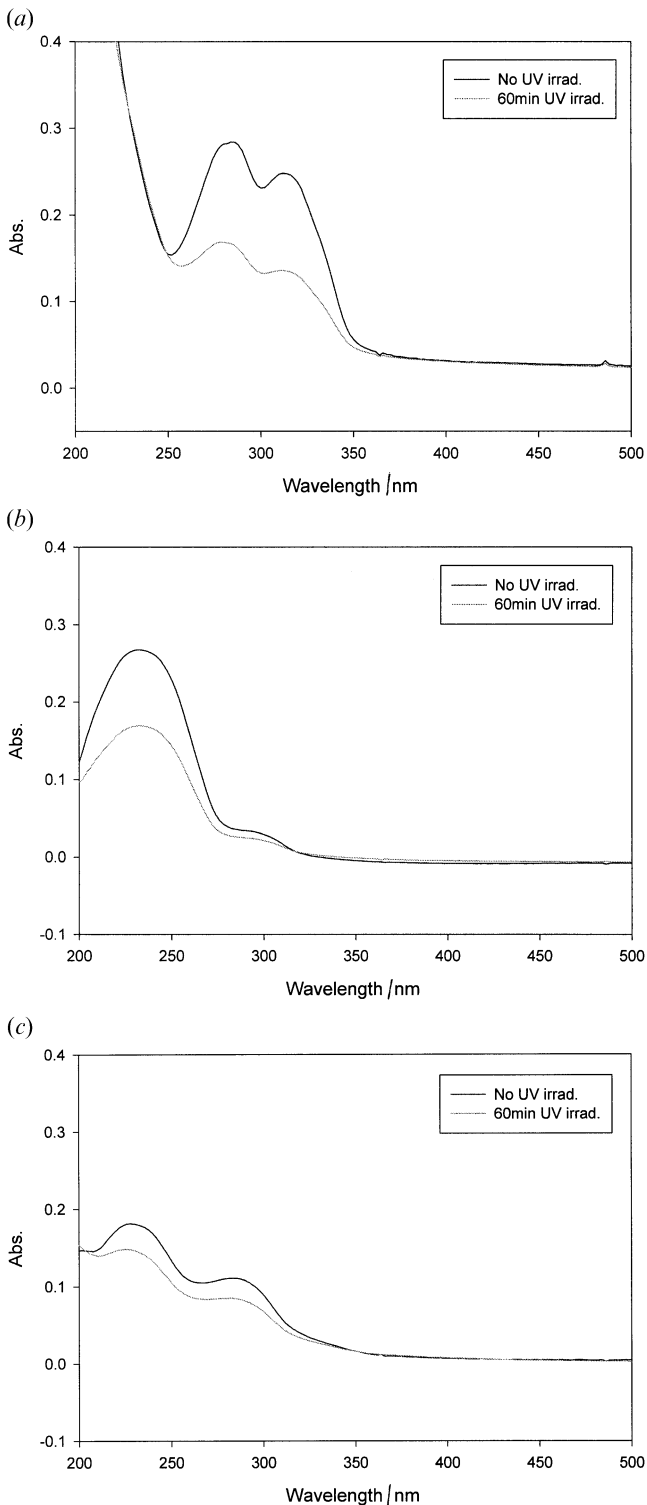 (a)
0.4
0.3
0.2
0.1
0.0
Abs.
No UV irrad.
60min UV irrad.
200 250 300 350 400 450 500
Wavelength /nm
(b)
0.4
0.3
0.2
0.1
0.0
-0.1
Abs.
No UV irrad.
60min UV irrad.
200 250 300 350 400 450 500
Wavelength /nm
(c)
0.4
0.3
0.2
0.1
0.0
-0.1
Abs.
No UV irrad.
60min UV irrad.
200 250 300 350 400 450 500
Wavelength /nm